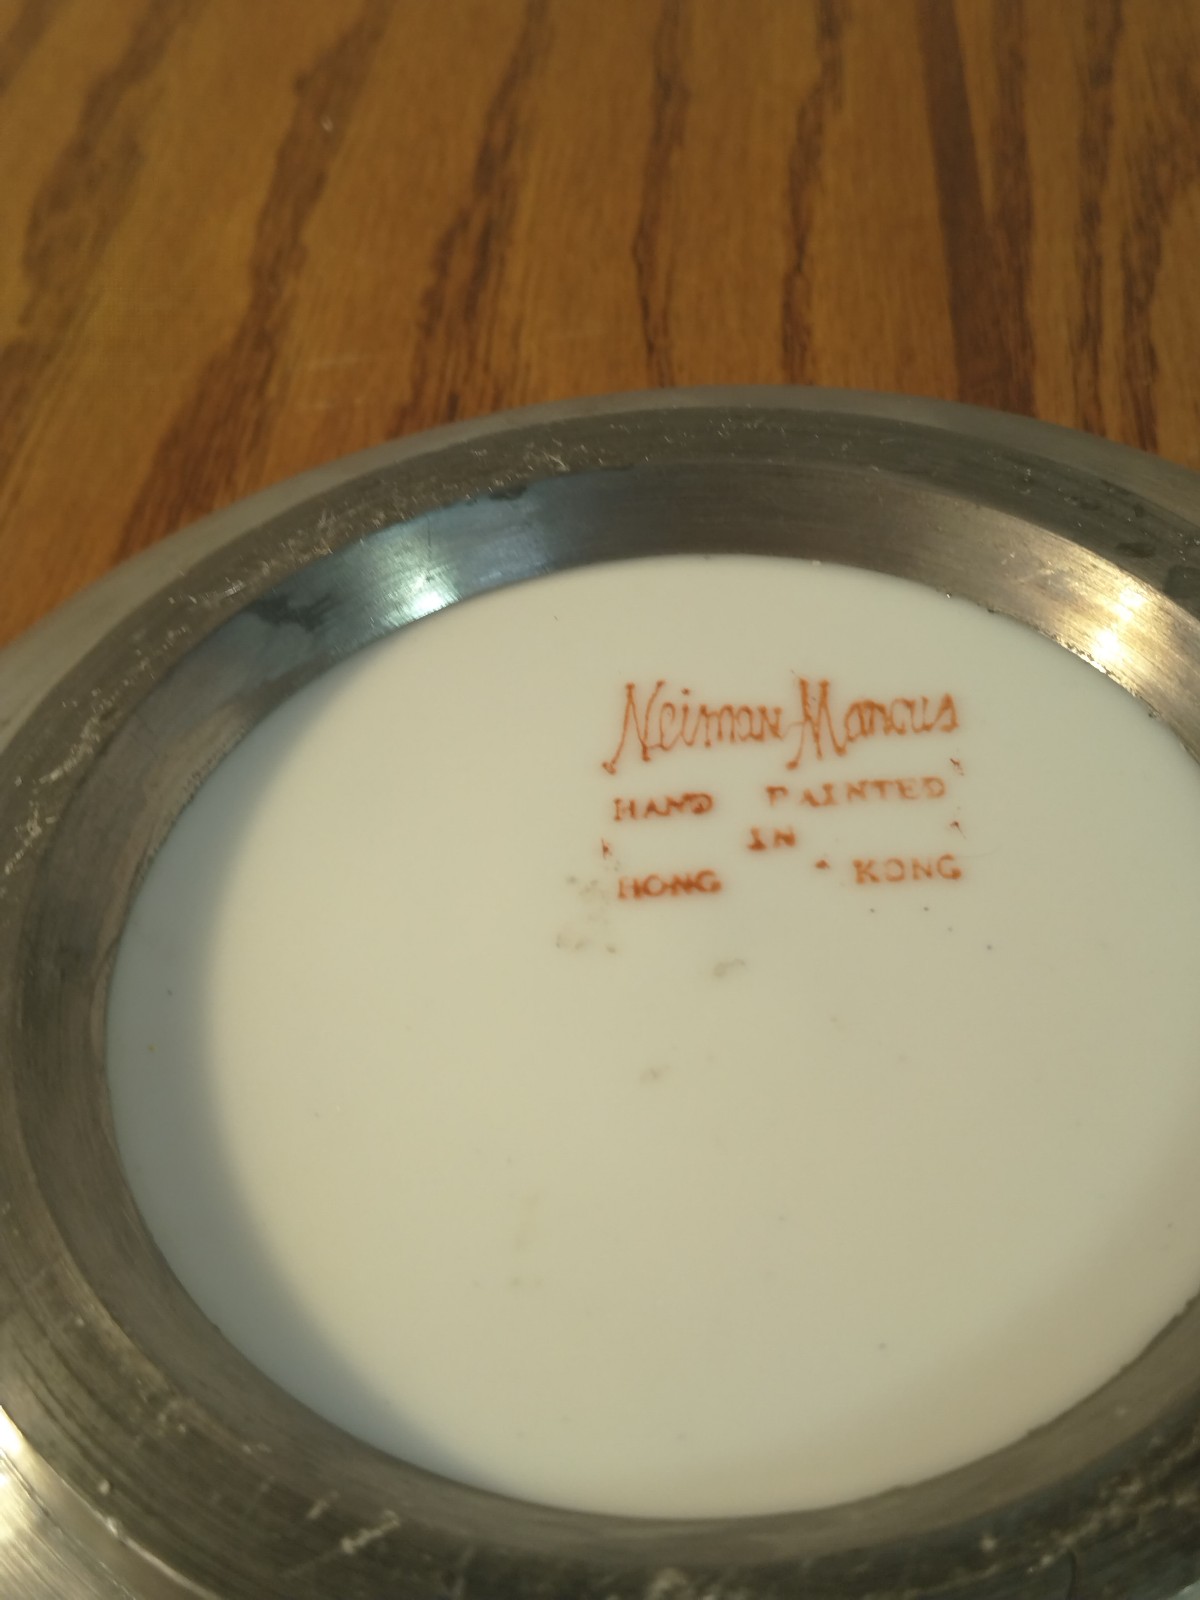 Neiman-Marcus
HAND PAINTED
IN
HONG KONG